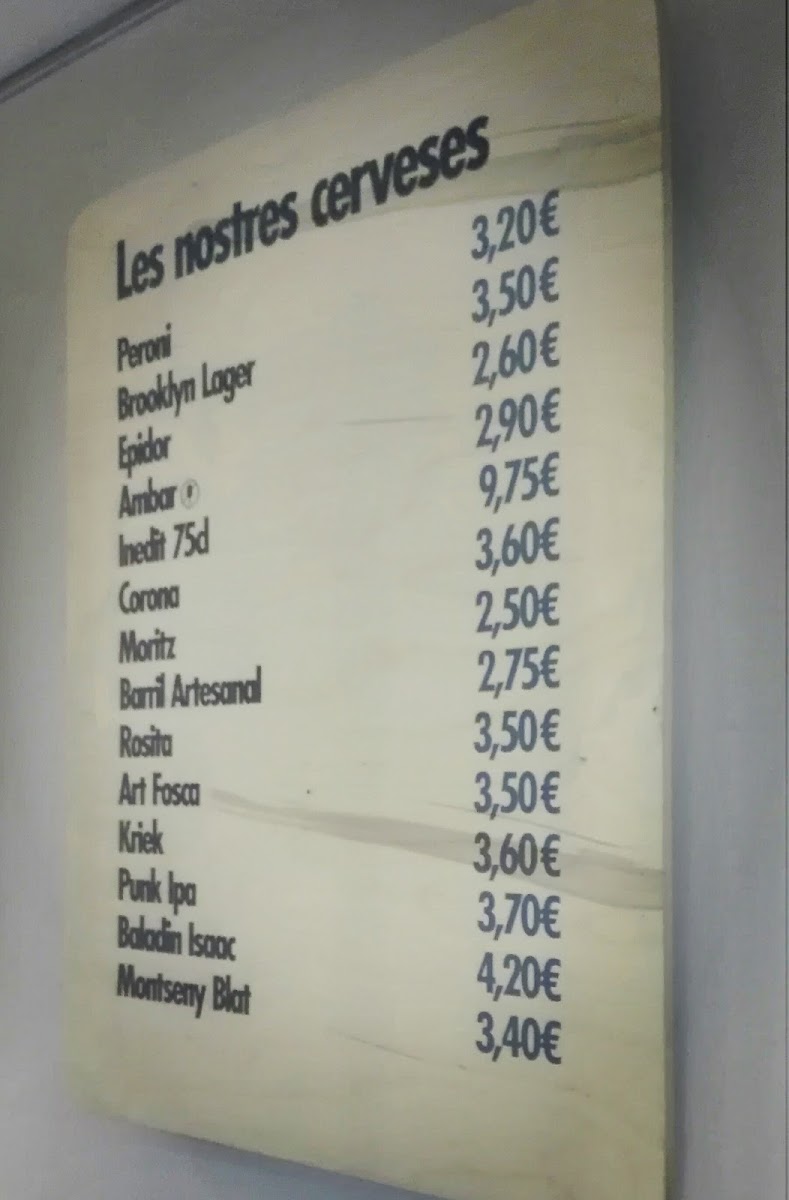 Les nostres cerveses
Peroni 3,20€
Brooklyn Lager 3,50€
Epidor 2,60€
Ambar 2,90€
Inedit 75cl 9,75€
Corona 3,60€
Moritz 2,50€
Barril Artesanal 2,75€
Rosita 3,50€
Art Fosca 3,50€
Kriek 3,60€
Punk Ipa 3,70€
Baladin Isaac 4,20€
Montseny Blat 3,40€